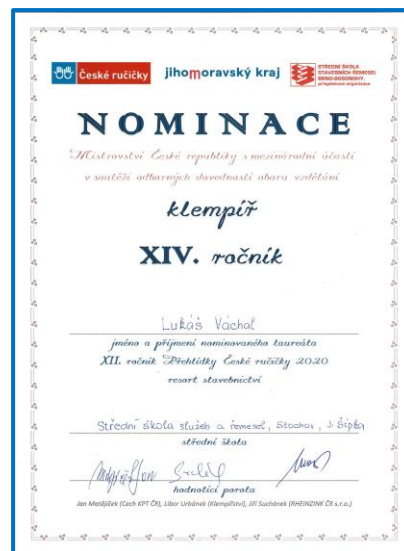 České ručičky
jihomoravský kraj
STŘEDNÍ ŠKOLA
STAVEBNÍCH ŘEMESEL
BRNO-BOSONOHY
příspěvková organizace
NOMINACE
Mistrovství České republiky s mezinárodní účastí
v soutěži odborných dovedností oboru vzdělání
klempíř
XIV. ročník
Lukáš Váchal
jméno a příjmení nominovaného laureáta
XII. ročník Přehlídky České ručičky 2020
resort stavebnictví
Střední škola služeb a řemesel, Stochov, J. Šípka
střední škola
hodnotící porota
Jan Matějíček (Cech KPT ČR), Libor Urbánek (Klempířství), Jiří Suchánek (RHEINZINK ČR s.r.o.)